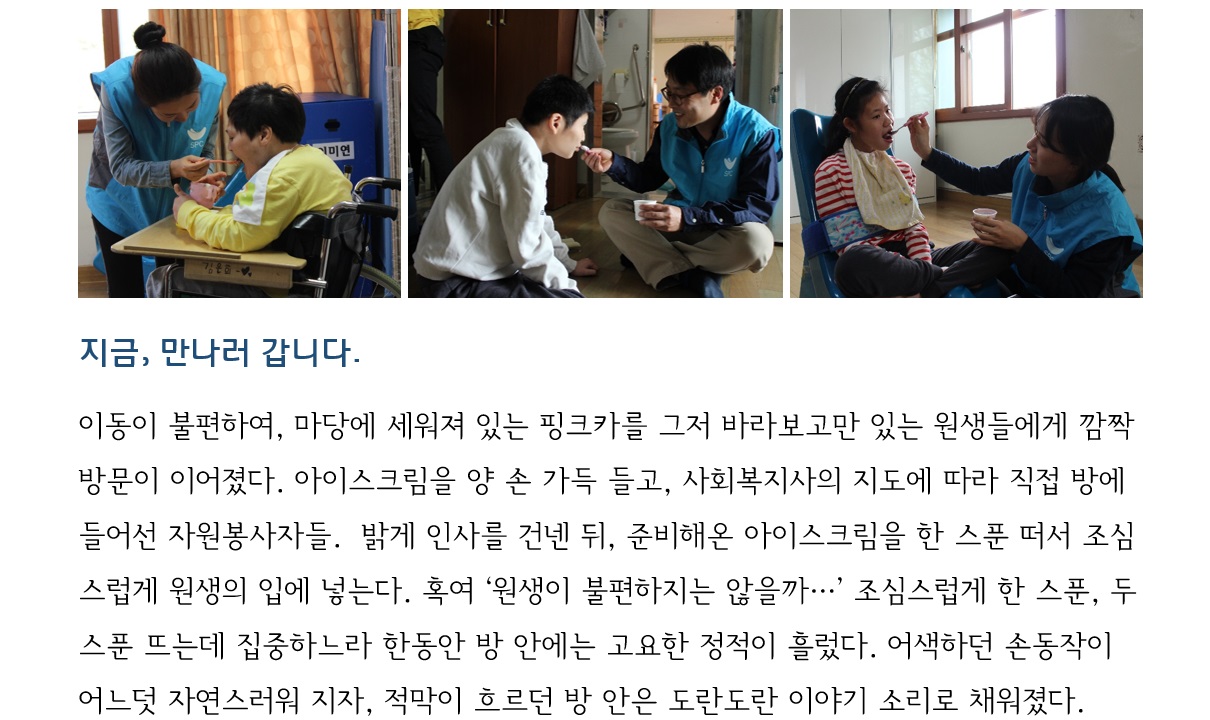 이미연
SPC
SPC
지금, 만나러 갑니다.
이동이 불편하여, 마당에 세워져 있는 핑크카를 그저 바라보고만 있는 원생들에게 깜짝
방문이 이어졌다. 아이스크림을 양 손 가득 들고, 사회복지사의 지도에 따라 직접 방에
들어선 자원봉사자들.  밝게 인사를 건넨 뒤, 준비해온 아이스크림을 한 스푼 떠서 조심
스럽게 원생의 입에 넣는다. 혹여 ‘원생이 불편하지는 않을까…’ 조심스럽게 한 스푼, 두
스푼 뜨는데 집중하느라 한동안 방 안에는 고요한 정적이 흘렀다. 어색하던 손동작이
어느덧 자연스러워 지자, 적막이 흐르던 방 안은 도란도란 이야기 소리로 채워졌다.